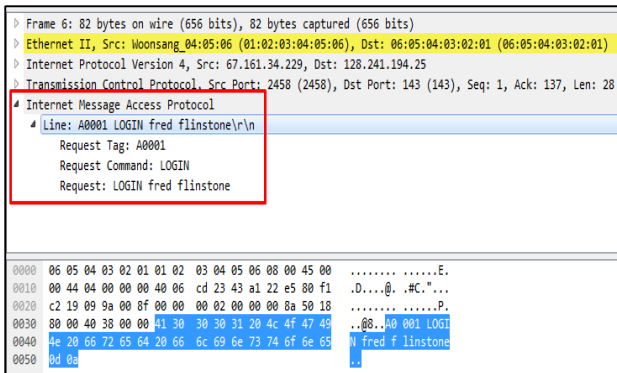 Frame 6: 82 bytes on wire (656 bits), 82 bytes captured (656 bits)
Ethernet II, Src: Woonsang_04:05:06 (01:02:03:04:05:06), Dst: 06:05:04:03:02:01 (06:05:04:03:02:01)
Internet Protocol Version 4, Src: 67.161.34.229, Dst: 128.241.194.25
Transmission Control Protocol, Src Port: 2458 (2458), Dst Port: 143 (143), Seq: 1, Ack: 137, Len: 28
Internet Message Access Protocol
Line: A0001 LOGIN fred flinstone\r\n
Request Tag: A0001
Request Command: LOGIN
Request: LOGIN fred flinstone
0000 06 05 04 03 02 01 01 02 03 04 05 06 08 00 45 00 ........ ......E.
0010 00 44 04 00 00 00 40 06 cd 23 43 a1 22 e5 80 f1 .D....@. .#C."...
0020 c2 19 09 9a 00 8f 00 00 00 02 00 00 00 8a 50 18 ........ ......P.
0030 80 00 40 38 00 00 41 30 30 30 31 20 4c 4f 47 49 ..@8..A0 001 LOGI
0040 4e 20 66 72 65 64 20 66 6c 69 6e 73 74 6f 6e 65 N fred f linstone
0050 0d 0a ..